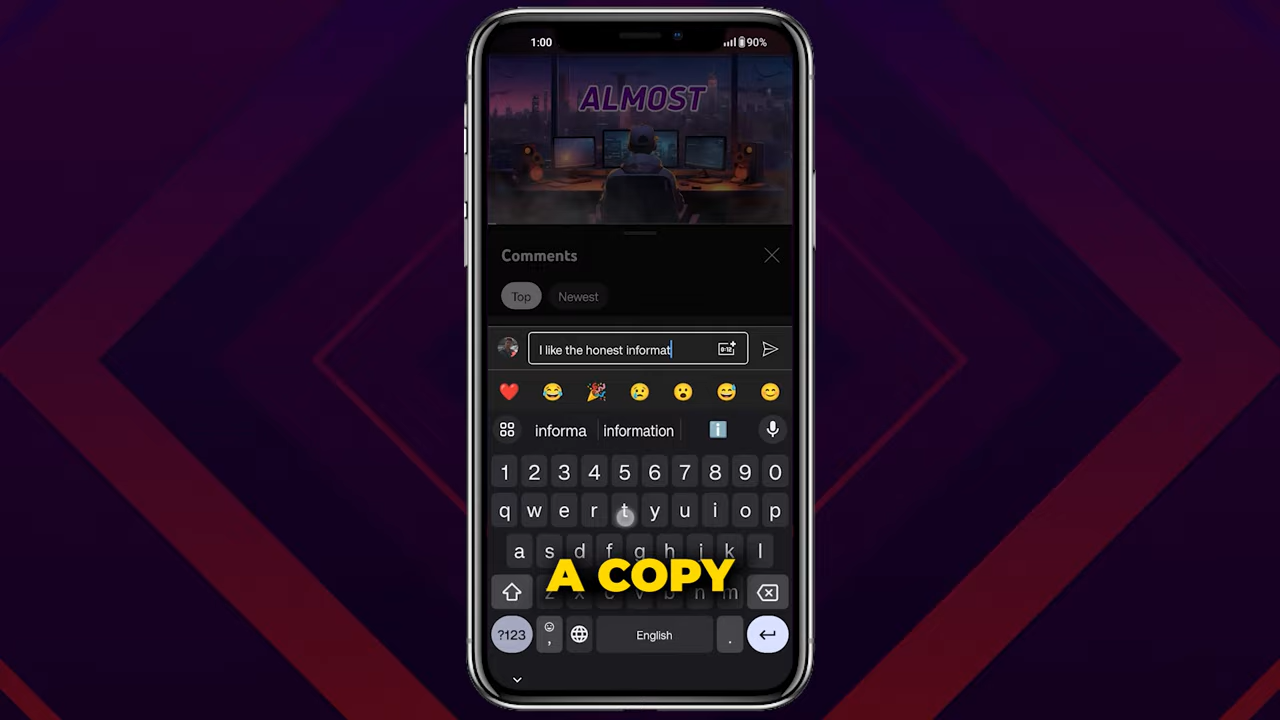 1:00 90%
ALMOST
Comments
Top Newest
I like the honest informat
informa information
1 2 3 4 5 6 7 8 9 0
q w e r t y u i o p
a s d f g h j k l
A COPY
z x c v b n m
?123 , English .